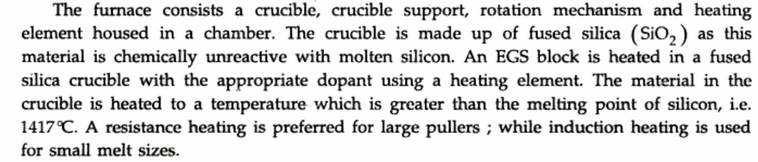 The furnace consists a crucible, crucible support, rotation mechanism and heating
element housed in a chamber. The crucible is made up of fused silica (SiO₂) as this
material is chemically unreactive with molten silicon. An EGS block is heated in a fused
silica crucible with the appropriate dopant using a heating element. The material in the
crucible is heated to a temperature which is greater than the melting point of silicon, i.e.
1417°C. A resistance heating is preferred for large pullers ; while induction heating is used
for small melt sizes.